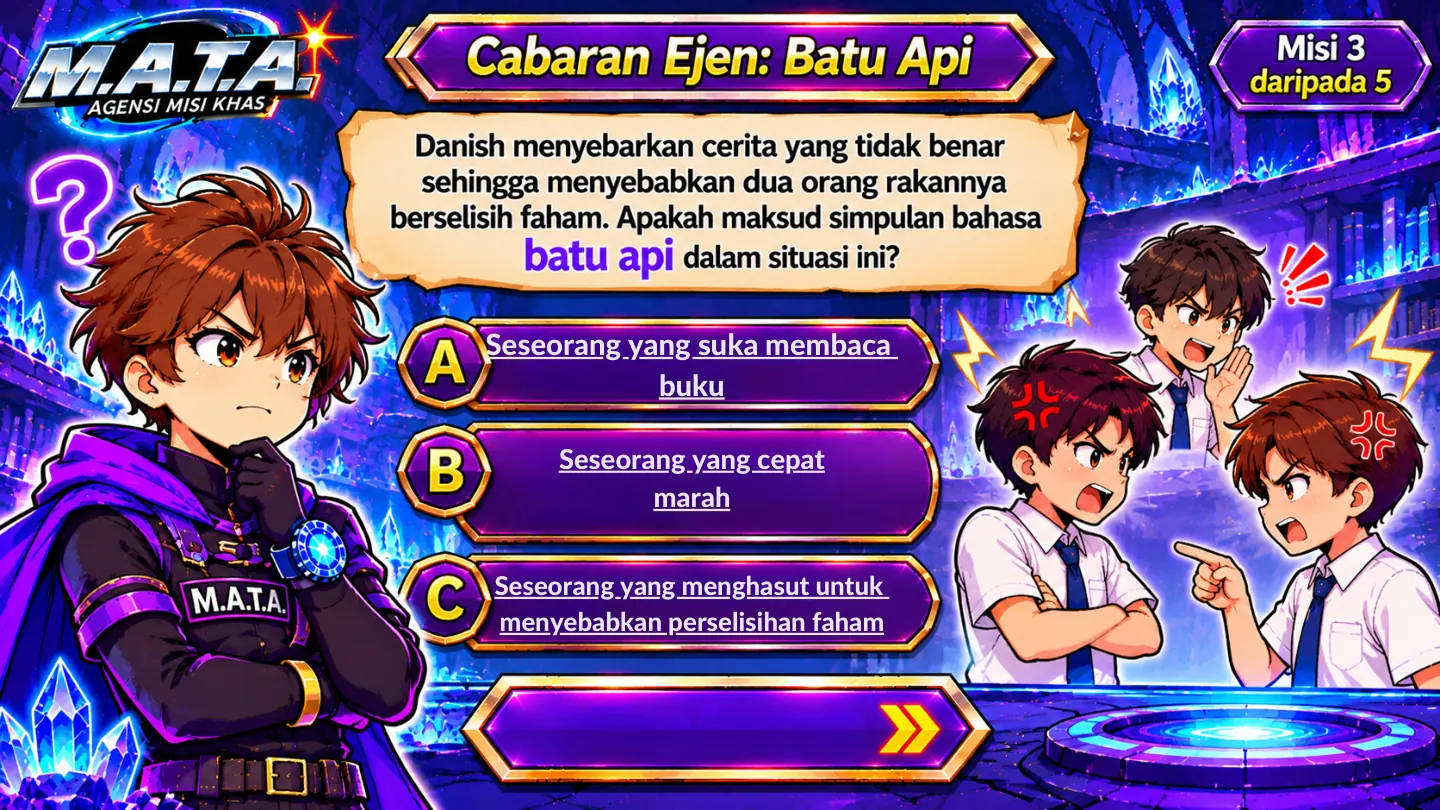 M.A.T.A.
AGENSI MISI KHAS
Cabaran Ejen: Batu Api
Misi 3
daripada 5
Danish menyebarkan cerita yang tidak benar
sehingga menyebabkan dua orang rakannya
berselisih faham. Apakah maksud simpulan bahasa
batu api dalam situasi ini?
?
A
Seseorang yang suka membaca
buku
B
Seseorang yang cepat
marah
C
Seseorang yang menghasut untuk
menyebabkan perselisihan faham
M.A.T.A.